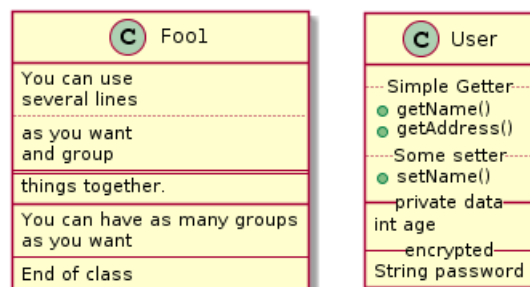 C Foo1
You can use
several lines
as you want
and group
things together.
You can have as many groups
as you want
End of class
C User
Simple Getter
getName()
getAddress()
Some setter
setName()
private data
int age
encrypted
String password